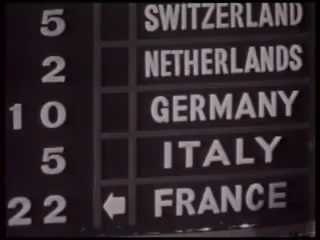 5 SWITZERLAND
2 NETHERLANDS
10 GERMANY
5 ITALY
22 FRANCE